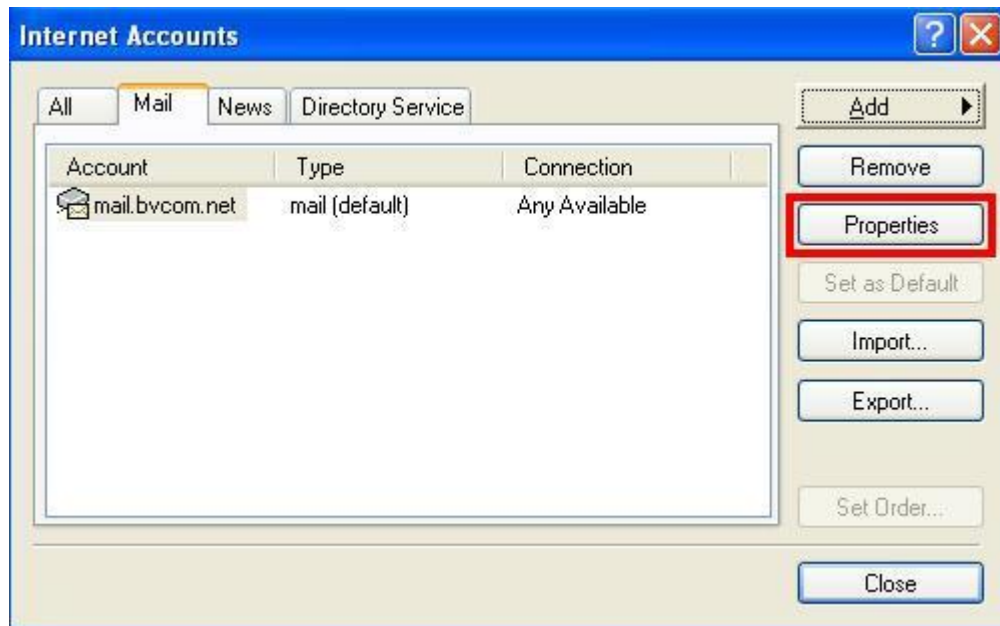 Internet Accounts
?
All Mail News Directory Service
Add
Account Type Connection
Remove
mail.bvcom.net mail (default) Any Available
Properties
Set as Default
Import...
Export...
Set Order...
Close